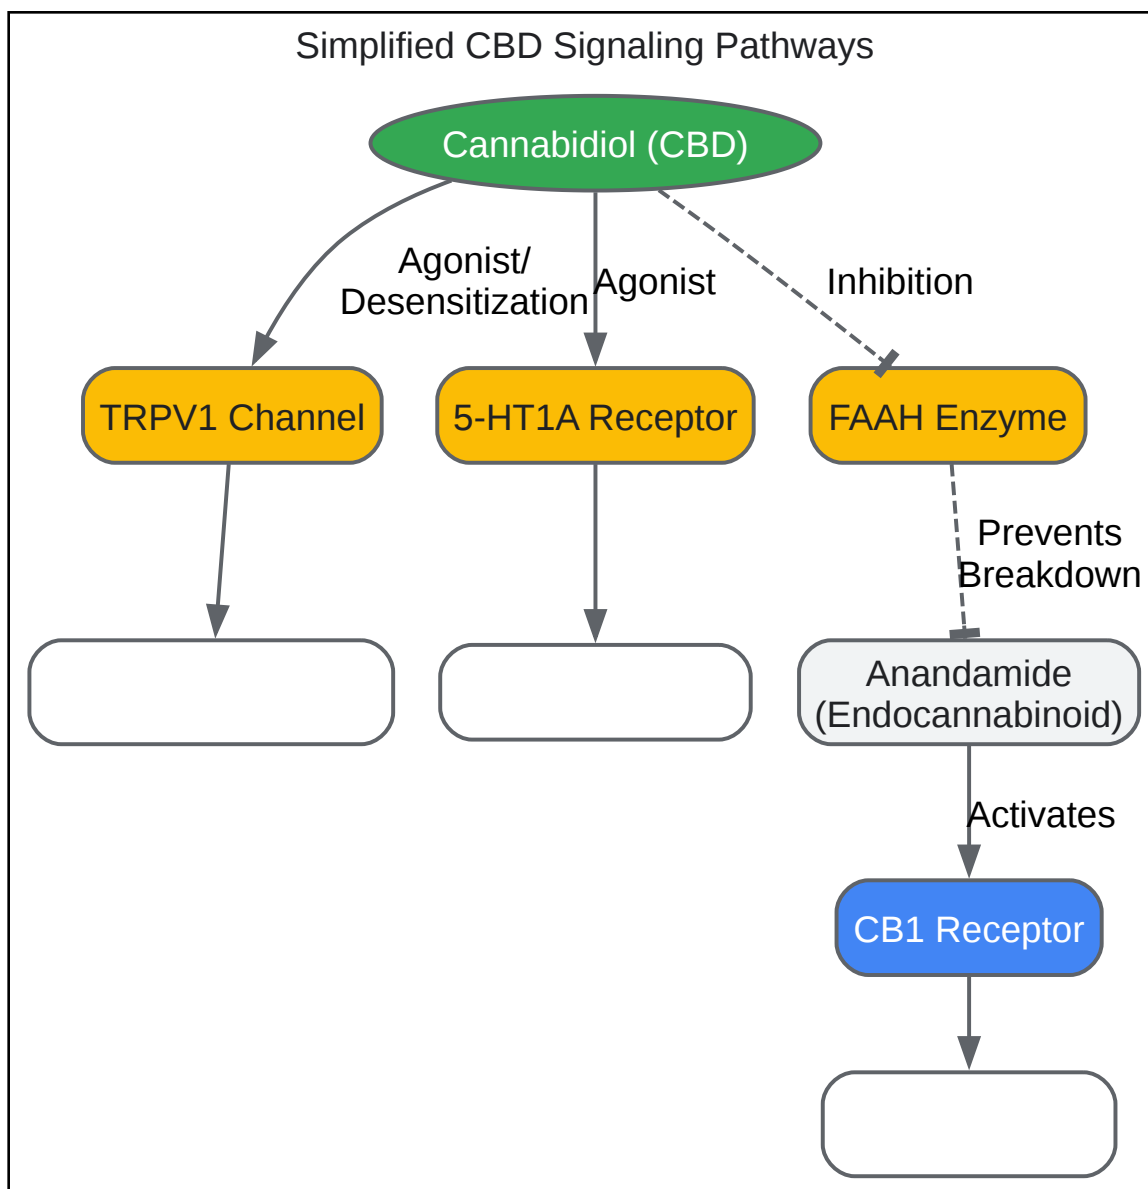 Simplified CBD Signaling Pathways
Cannabidiol (CBD)
Agonist/
Desensitization
Agonist
Inhibition
TRPV1 Channel
5-HT1A Receptor
FAAH Enzyme
Prevents
Breakdown
Anandamide
(Endocannabinoid)
Activates
CB1 Receptor